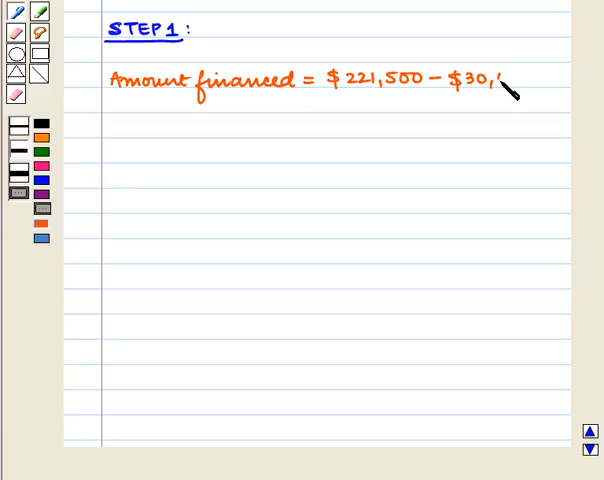 STEP 1:
Amount financed = $221,500 - $30,